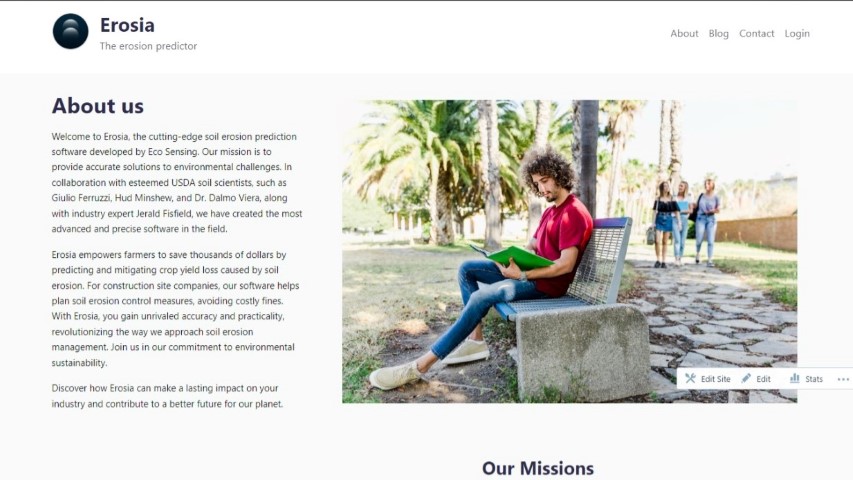 Erosia
The erosion predictor
About Blog Contact Login
About us
Welcome to Erosia, the cutting-edge soil erosion prediction
software developed by Eco Sensing. Our mission is to
provide accurate solutions to environmental challenges. In
collaboration with esteemed USDA soil scientists, such as
Giulio Ferruzzi, Hud Minshew, and Dr. Dalmo Viera, along
with industry expert Jerald Fisfield, we have created the most
advanced and precise software in the field.
Erosia empowers farmers to save thousands of dollars by
predicting and mitigating crop yield loss caused by soil
erosion. For construction site companies, our software helps
plan soil erosion control measures, avoiding costly fines.
With Erosia, you gain unrivaled accuracy and practicality,
revolutionizing the way we approach soil erosion
management. Join us in our commitment to environmental
sustainability.
Discover how Erosia can make a lasting impact on your
industry and contribute to a better future for our planet.
Edit Site Edit Stats
Our Missions